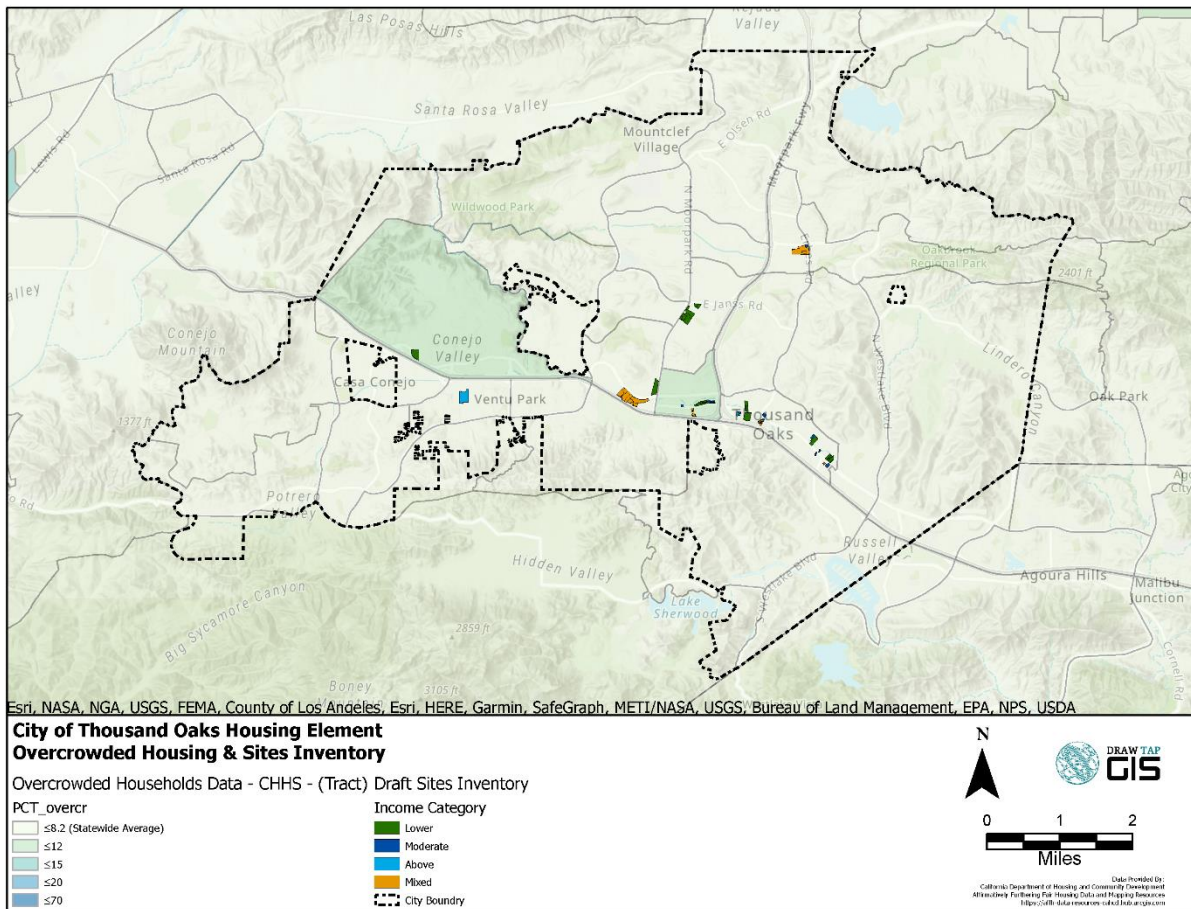 Las Posas Hills
Valley
Santa Rosa Valley
Lewis Rd
Santa Rosa Rd
Mountclef
Village
E Olsen Rd
Moorpark Fwy
Wildwood Park
N Moorpark Rd
Oakbrook
Regional Park
2401 ft
Valley
Conejo
Mountain
Conejo
Valley
E Janss Rd
N Westlake Blvd
Lindero Canyon
Casa Conejo
Ventu Park
Oak Park
1377 ft
Thousand
Oaks
Potrero
Valley
Russell
Valley
Hidden Valley
Agoura Hills
Malibu
Junction
Big Sycamore Canyon
Lake
Sherwood
Westlake Blvd
2859 ft
Cornell Rd
Boney
3105 ft
Esri, NASA, NGA, USGS, FEMA, County of Los Angeles, Esri, HERE, Garmin, SafeGraph, METI/NASA, USGS, Bureau of Land Management, EPA, NPS, USDA
City of Thousand Oaks Housing Element
Overcrowded Housing & Sites Inventory
Overcrowded Households Data - CHHS - (Tract)
PCT_overcr
≤8.2 (Statewide Average)
≤12
≤15
≤20
≤70
Draft Sites Inventory
Income Category
Lower
Moderate
Above
Mixed
City Boundry
N
DRAW TAP
GIS
0 1 2
Miles
Data Provided By:
California Department of Housing and Community Development
Affirmatively Furthering Fair Housing Data and Mapping Resources